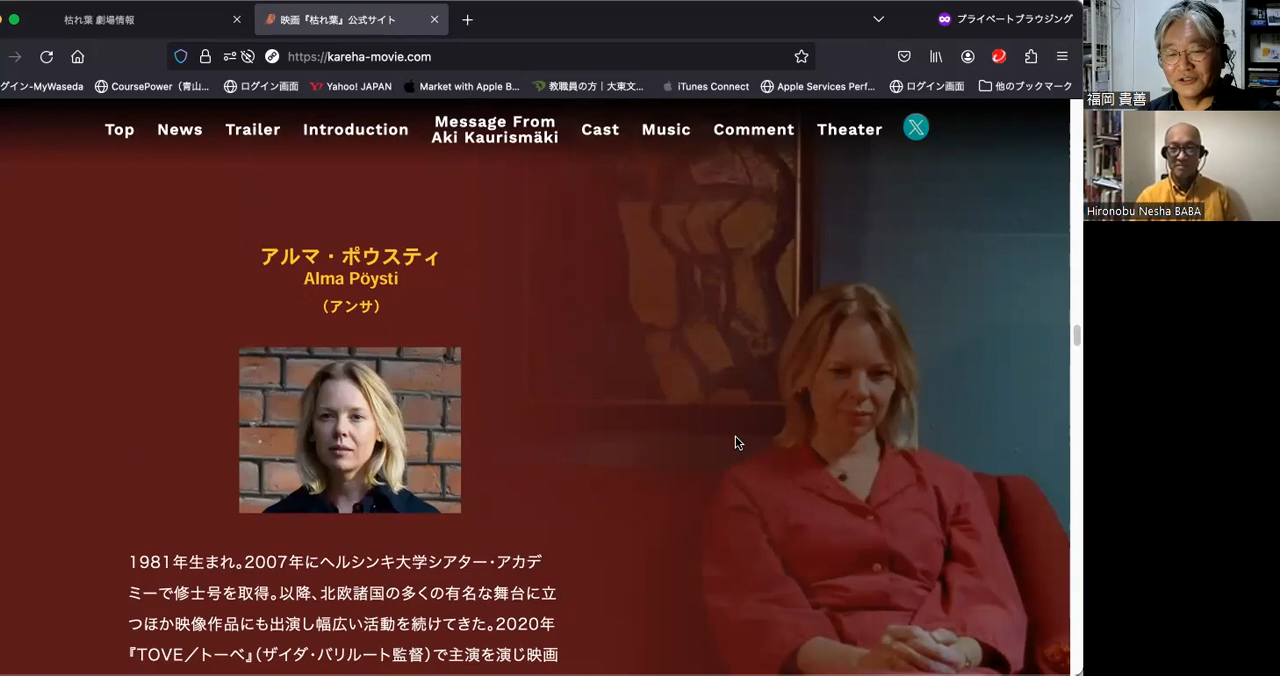 枯れ葉 劇場情報
映画『枯れ葉』公式サイト
プライベートブラウジング
https://kareha-movie.com
グイン-MyWaseda
CoursePower（青山...
ログイン画面
Yahoo! JAPAN
Market with Apple B...
教職員の方｜大東文...
iTunes Connect
Apple Services Perf...
ログイン画面
他のブックマーク
福岡 貴善
Hironobu Nesha BABA
Top
News
Trailer
Introduction
Message From
Aki Kaurismäki
Cast
Music
Comment
Theater
アルマ・ポウスティ
Alma Pöysti
（アンサ）
1981年生まれ。2007年にヘルシンキ大学シアター・アカデ
ミーで修士号を取得。以降、北欧諸国の多くの有名な舞台に立
つほか映像作品にも出演し幅広い活動を続けてきた。2020年
『TOVE／トーベ』（ザイダ・バリルート監督）で主演を演じ映画